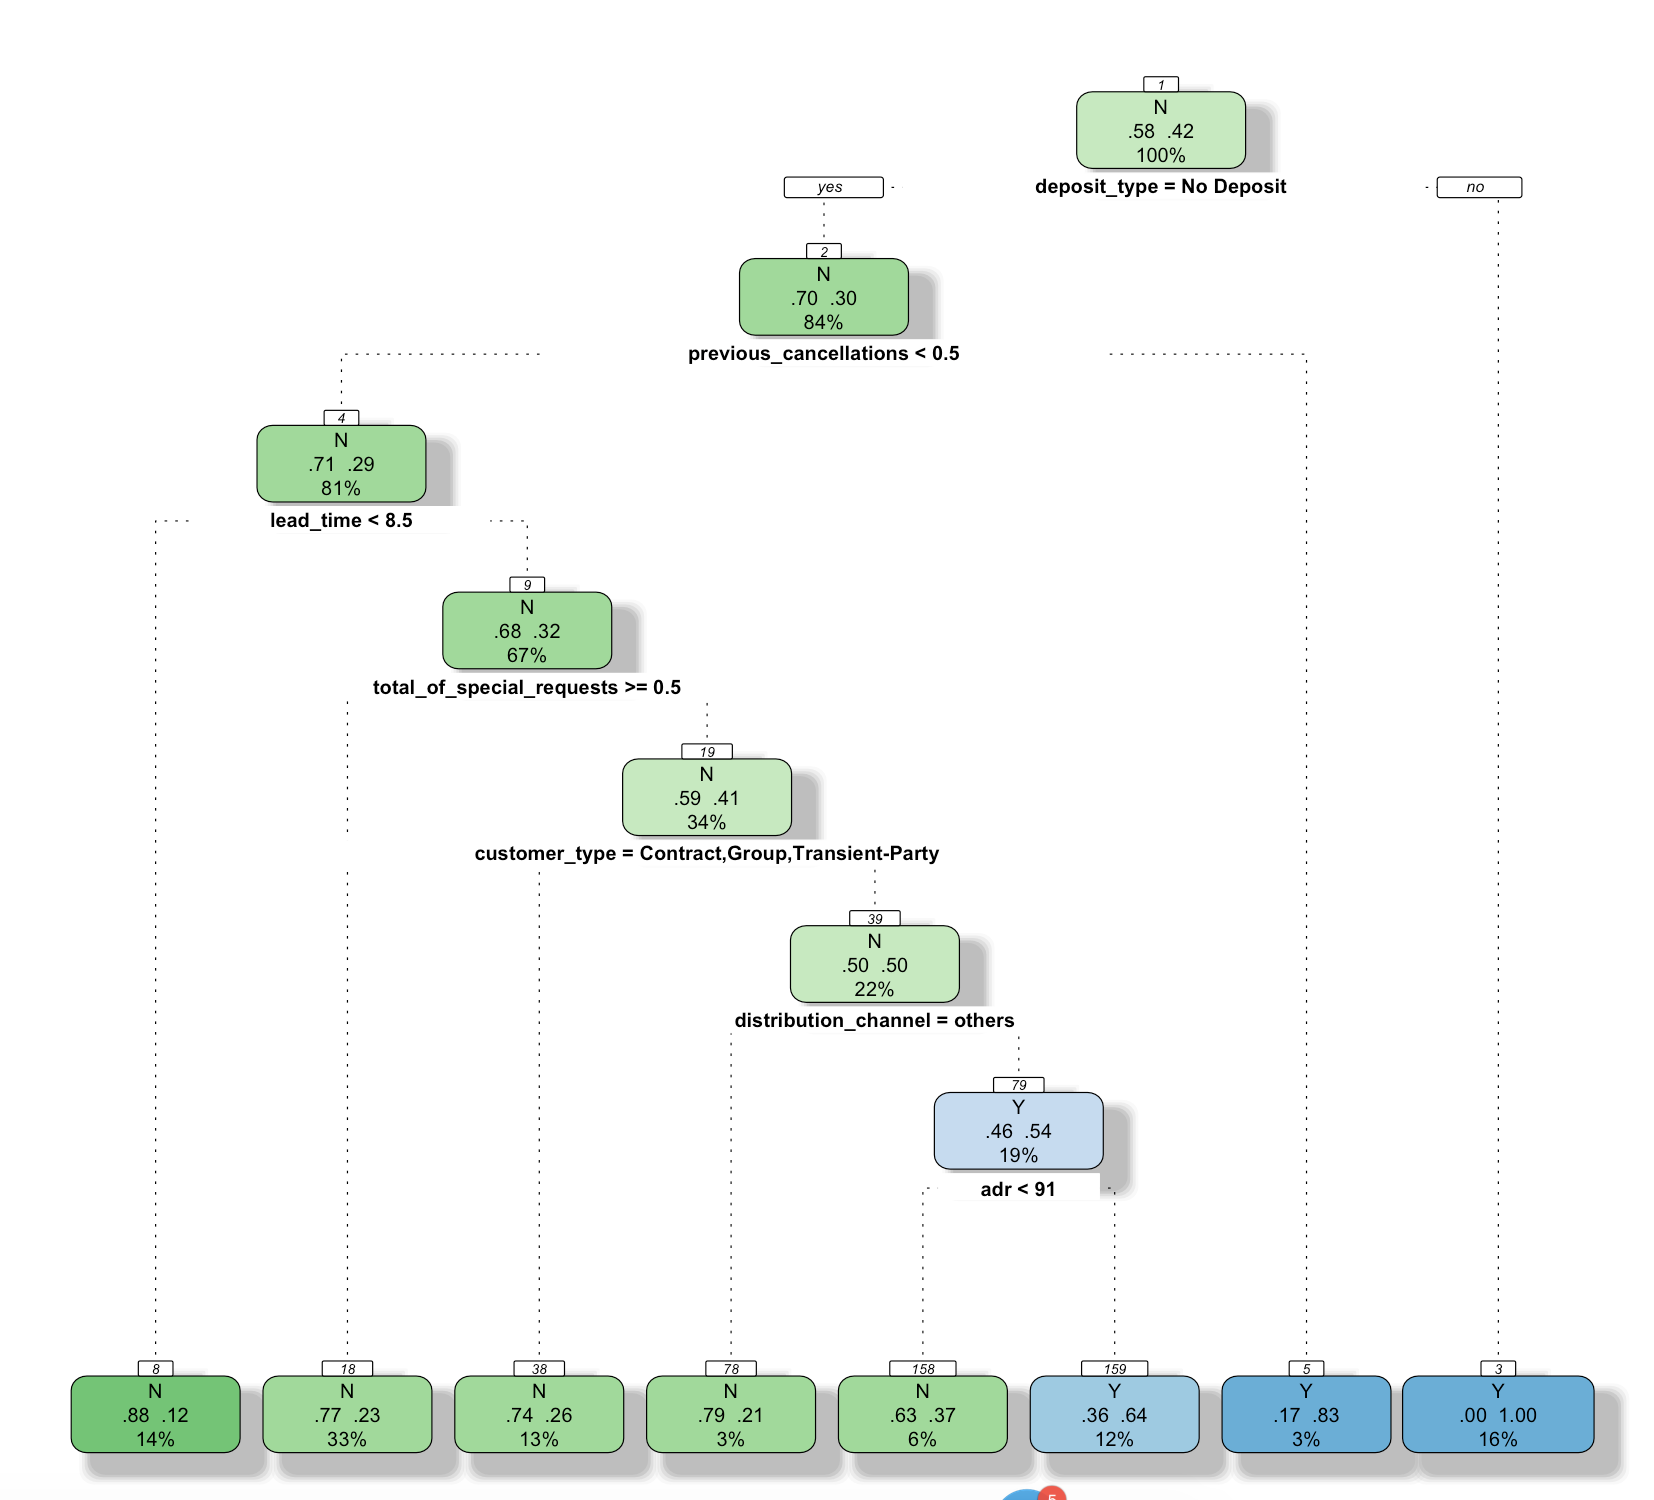 1
N
.58 .42
100%
yes
deposit_type = No Deposit
no
2
N
.70 .30
84%
previous_cancellations < 0.5
4
N
.71 .29
81%
lead_time < 8.5
9
N
.68 .32
67%
total_of_special_requests >= 0.5
19
N
.59 .41
34%
customer_type = Contract,Group,Transient-Party
39
N
.50 .50
22%
distribution_channel = others
79
Y
.46 .54
19%
adr < 91
8
N
.88 .12
14%
18
N
.77 .23
33%
38
N
.74 .26
13%
78
N
.79 .21
3%
158
N
.63 .37
6%
159
Y
.36 .64
12%
5
Y
.17 .83
3%
3
Y
.00 1.00
16%
5